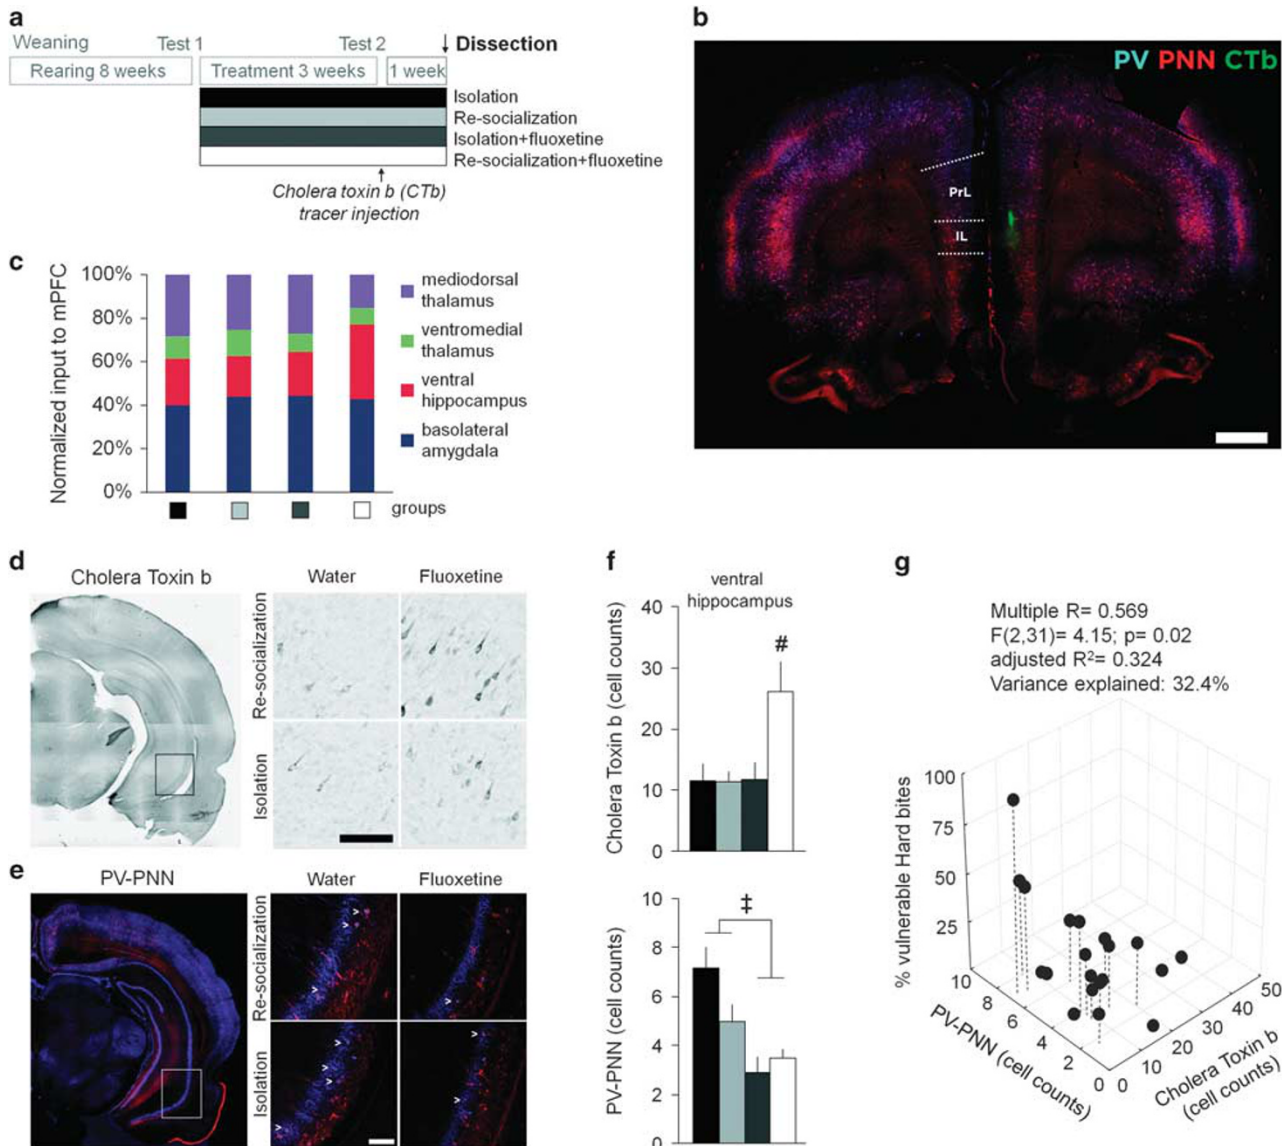 a
Weaning Test 1 Test 2 Dissection
Rearing 8 weeks Treatment 3 weeks 1 week
Isolation
Re-socialization
Isolation+fluoxetine
Re-socialization+fluoxetine
Cholera toxin b (CTb)
tracer injection
b
PV PNN CTb
PrL
IL
c
Normalized input to mPFC
100%
80%
60%
40%
20%
0%
mediodorsal
thalamus
ventromedial
thalamus
ventral
hippocampus
basolateral
amygdala
groups
d
Cholera Toxin b
Water Fluoxetine
Re-socialization
Isolation
e
PV-PNN
Water Fluoxetine
Re-socialization
Isolation
f
ventral
hippocampus
Cholera Toxin b (cell counts)
40
30
20
10
0
#
PV-PNN (cell counts)
10
8
6
4
2
0
‡
g
Multiple R= 0.569
F(2,31)= 4.15; p= 0.02
adjusted R²= 0.324
Variance explained: 32.4%
% vulnerable Hard bites
100
75
50
25
10 8 6 4 2 0
PV-PNN (cell counts)
0 10 20 30 40 50
Cholera Toxin b
(cell counts)